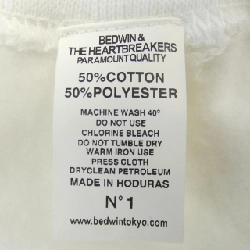 BEDWIN &
THE HEARTBREAKERS
PARAMOUNT QUALITY
50%COTTON
50%POLYESTER
MACHINE WASH 40°
DO NOT USE
CHLORINE BLEACH
DO NOT TUMBLE DRY
WARM IRON USE
PRESS CLOTH
DRYCLEAN PETROLEUM
MADE IN HODURAS
N°1
www.bedwintokyo.com